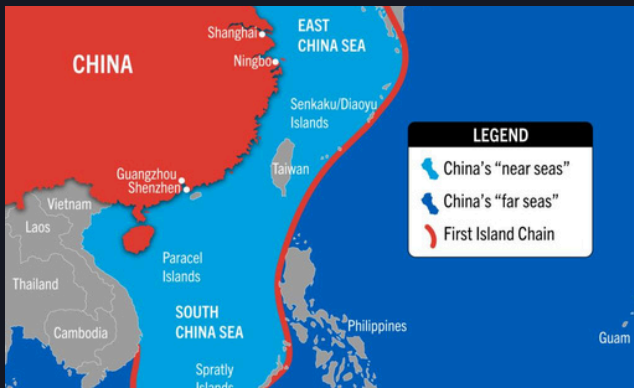 EAST
CHINA SEA
Shanghai
Ningbo
CHINA
Senkaku/Diaoyu
Islands
LEGEND
China's “near seas”
China's “far seas”
First Island Chain
Taiwan
Guangzhou
Shenzhen
Vietnam
Laos
Paracel
Islands
Thailand
SOUTH
CHINA SEA
Cambodia
Philippines
Guam
Spratly
Islands